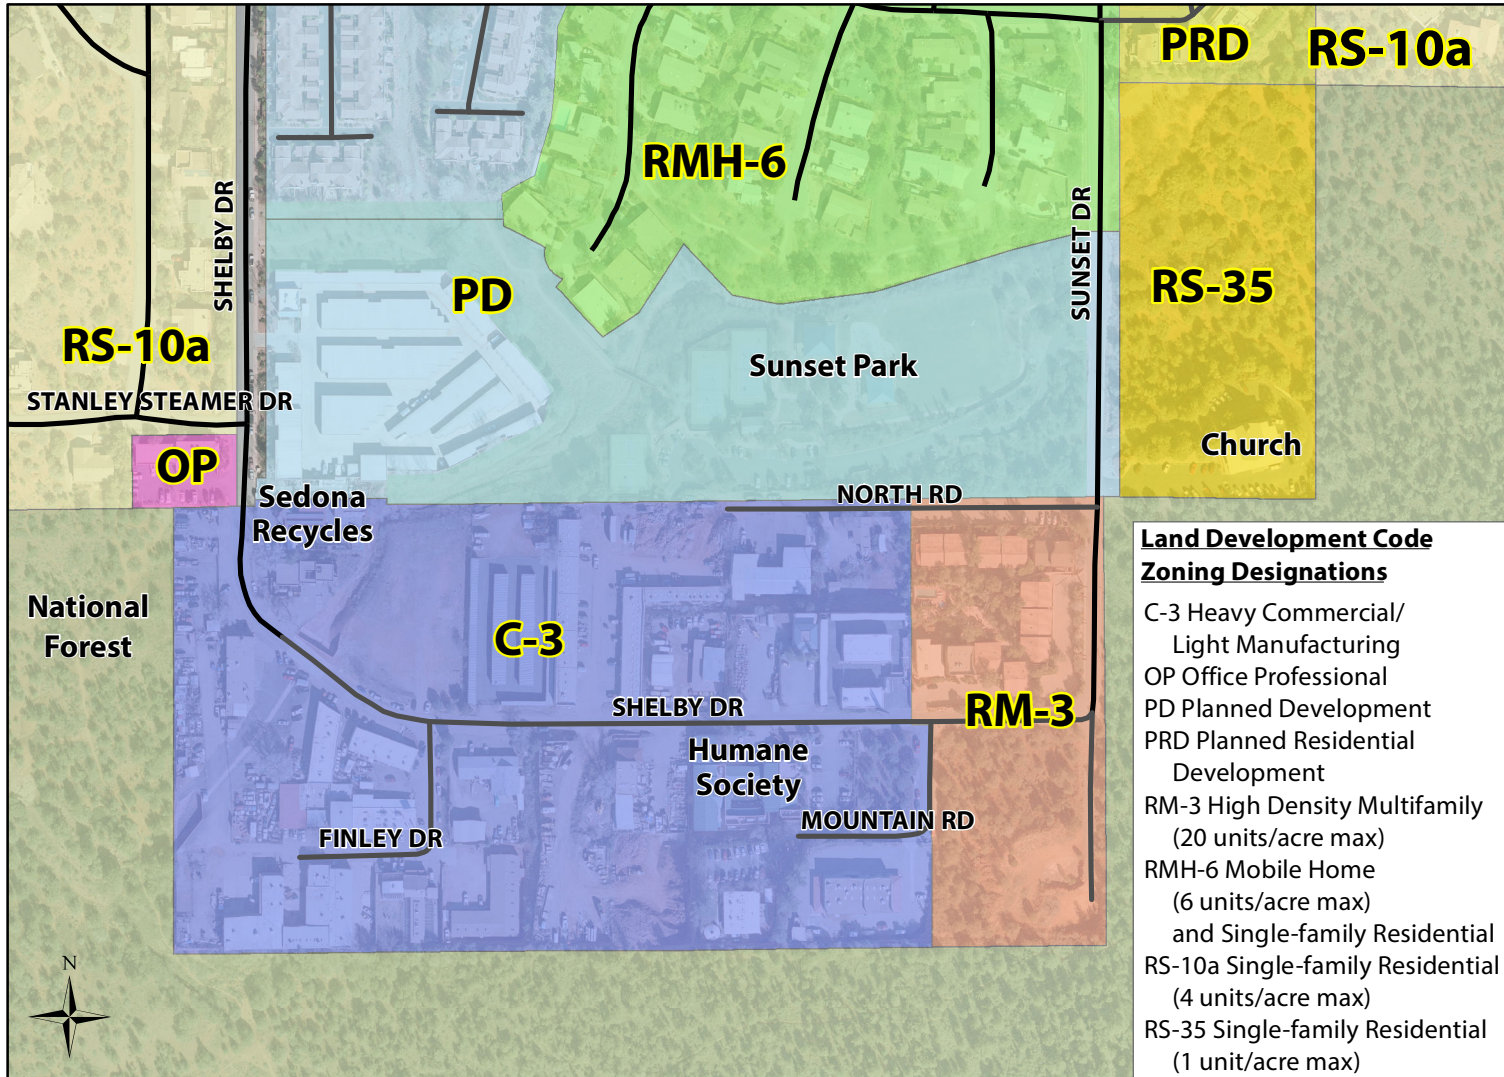 PRD
RS-10a
RMH-6
SHELBY DR
SUNSET DR
PD
RS-35
RS-10a
Sunset Park
STANLEY STEAMER DR
Church
OP
Sedona
Recycles
NORTH RD
National
Forest
C-3
SHELBY DR
RM-3
Humane
Society
MOUNTAIN RD
FINLEY DR
N
Land Development Code
Zoning Designations
C-3 Heavy Commercial/
Light Manufacturing
OP Office Professional
PD Planned Development
PRD Planned Residential
Development
RM-3 High Density Multifamily
(20 units/acre max)
RMH-6 Mobile Home
(6 units/acre max)
and Single-family Residential
RS-10a Single-family Residential
(4 units/acre max)
RS-35 Single-family Residential
(1 unit/acre max)